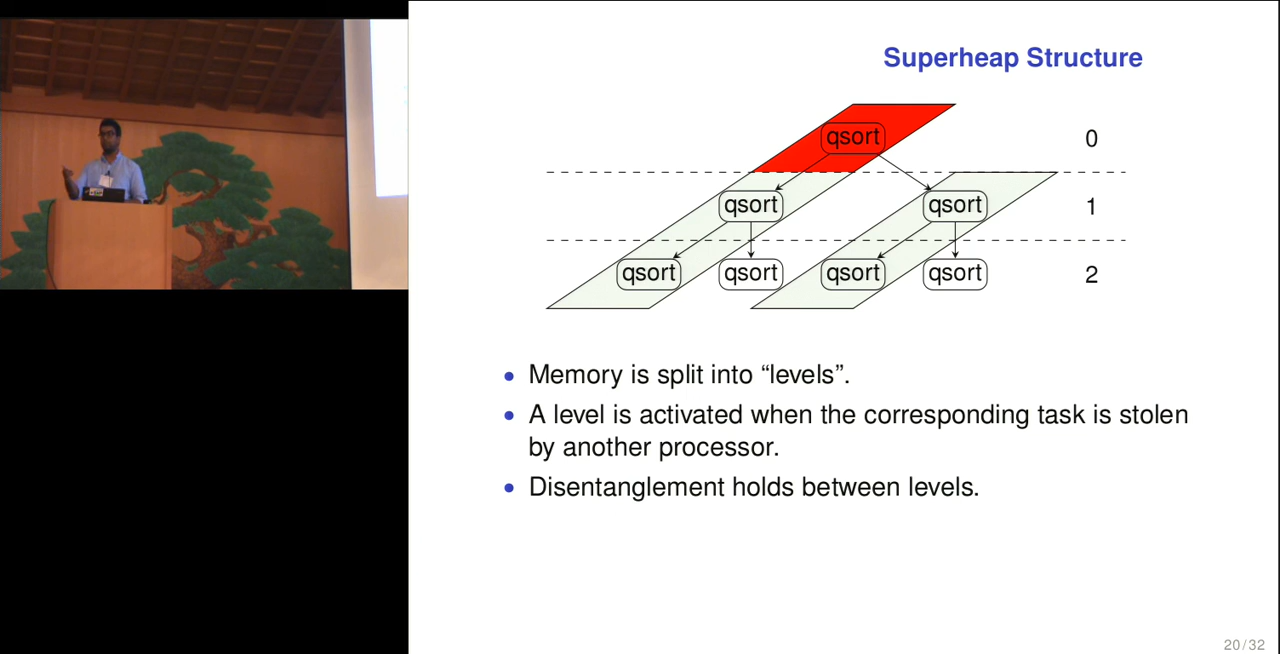 Superheap Structure
qsort 0
qsort qsort 1
qsort qsort qsort qsort 2
• Memory is split into “levels”.
• A level is activated when the corresponding task is stolen
by another processor.
• Disentanglement holds between levels.
20/32